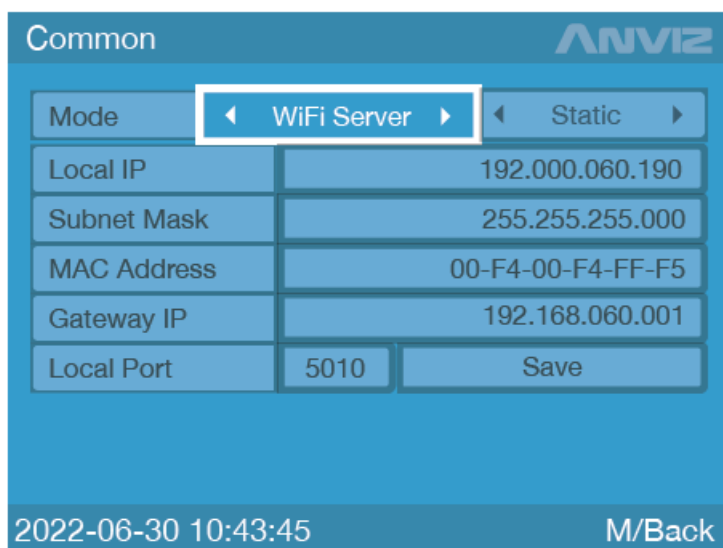 Common ANVIZ
Mode WiFi Server Static
Local IP 192.000.060.190
Subnet Mask 255.255.255.000
MAC Address 00-F4-00-F4-FF-F5
Gateway IP 192.168.060.001
Local Port 5010 Save
2022-06-30 10:43:45 M/Back